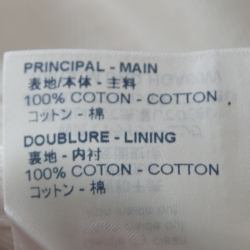 PRINCIPAL - MAIN
表地/本体 - 主料
100% COTON - COTTON
コットン - 棉
DOUBLURE - LINING
裏地 - 内衬
100% COTON - COTTON
コットン - 棉